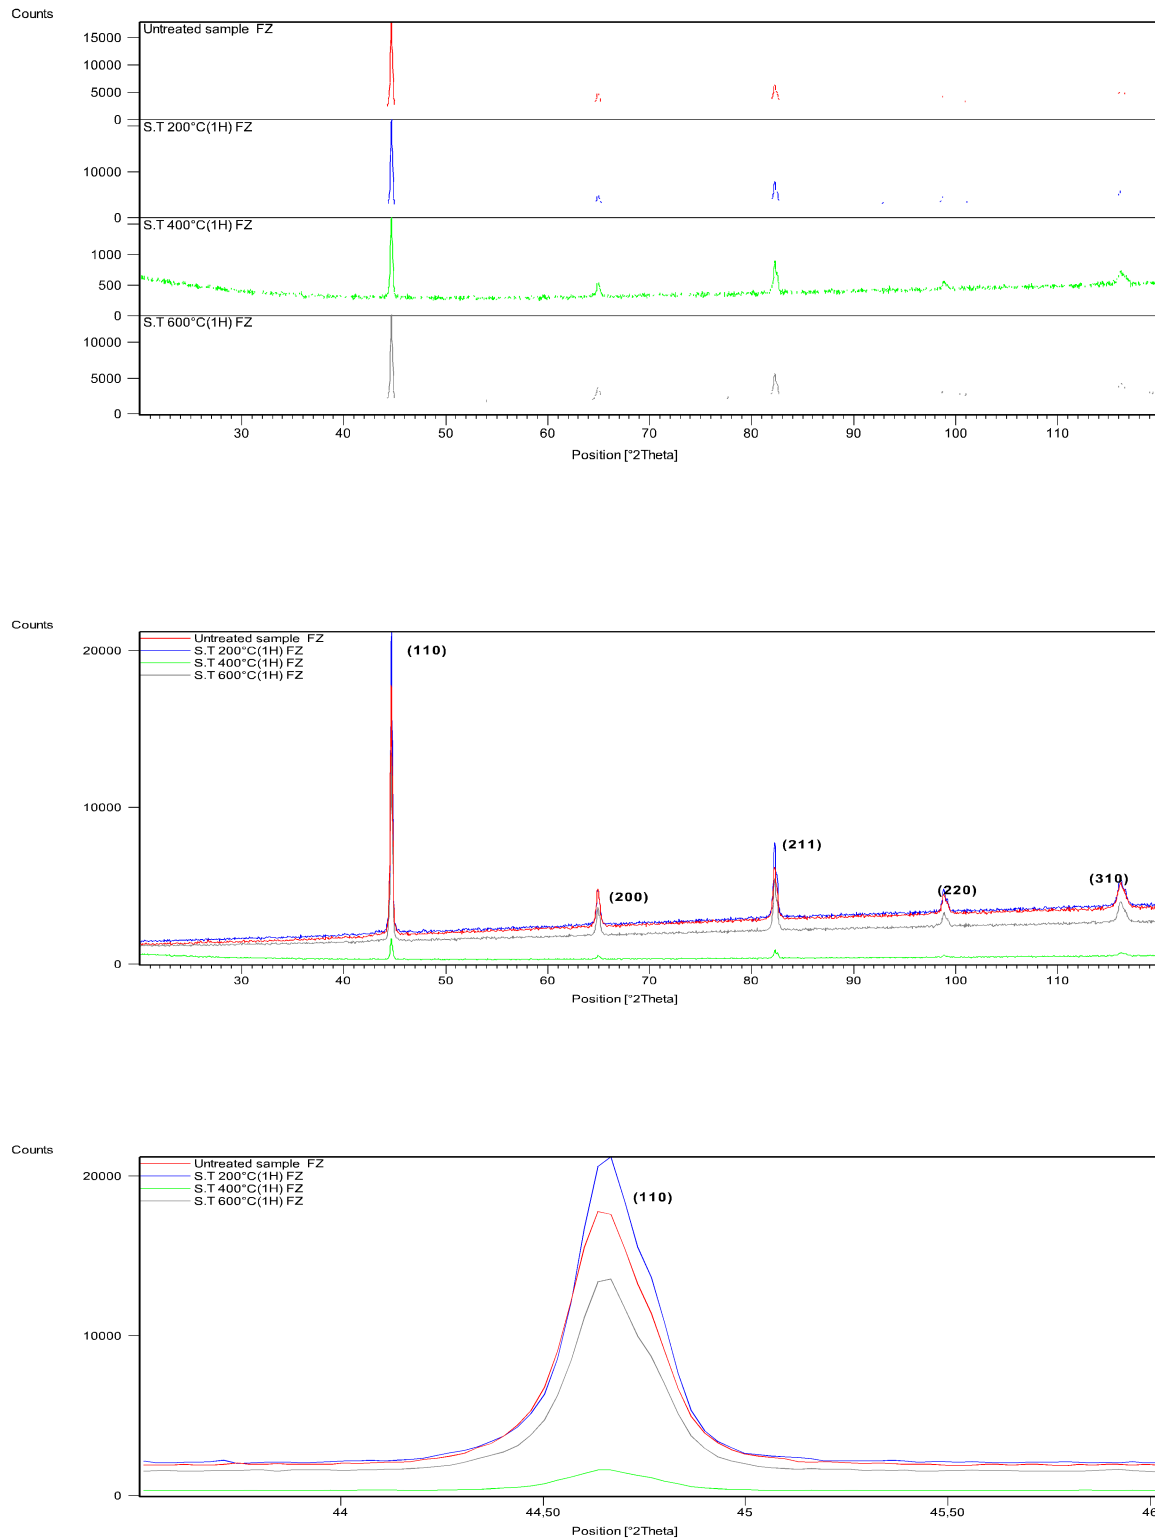 Counts
Untreated sample FZ
15000
10000
5000
0
S.T 200°C(1H) FZ
10000
0
S.T 400°C(1H) FZ
1000
500
0
S.T 600°C(1H) FZ
10000
5000
0
30 40 50 60 70 80 90 100 110
Position [°2Theta]
Counts
Untreated sample FZ
S.T 200°C(1H) FZ
S.T 400°C(1H) FZ
S.T 600°C(1H) FZ
20000
(110)
10000
(211)
(310)
(220)
(200)
0
30 40 50 60 70 80 90 100 110
Position [°2Theta]
Counts
Untreated sample FZ
S.T 200°C(1H) FZ
S.T 400°C(1H) FZ
S.T 600°C(1H) FZ
20000
(110)
10000
0
44 44,50 45 45,50 46
Position [°2Theta]